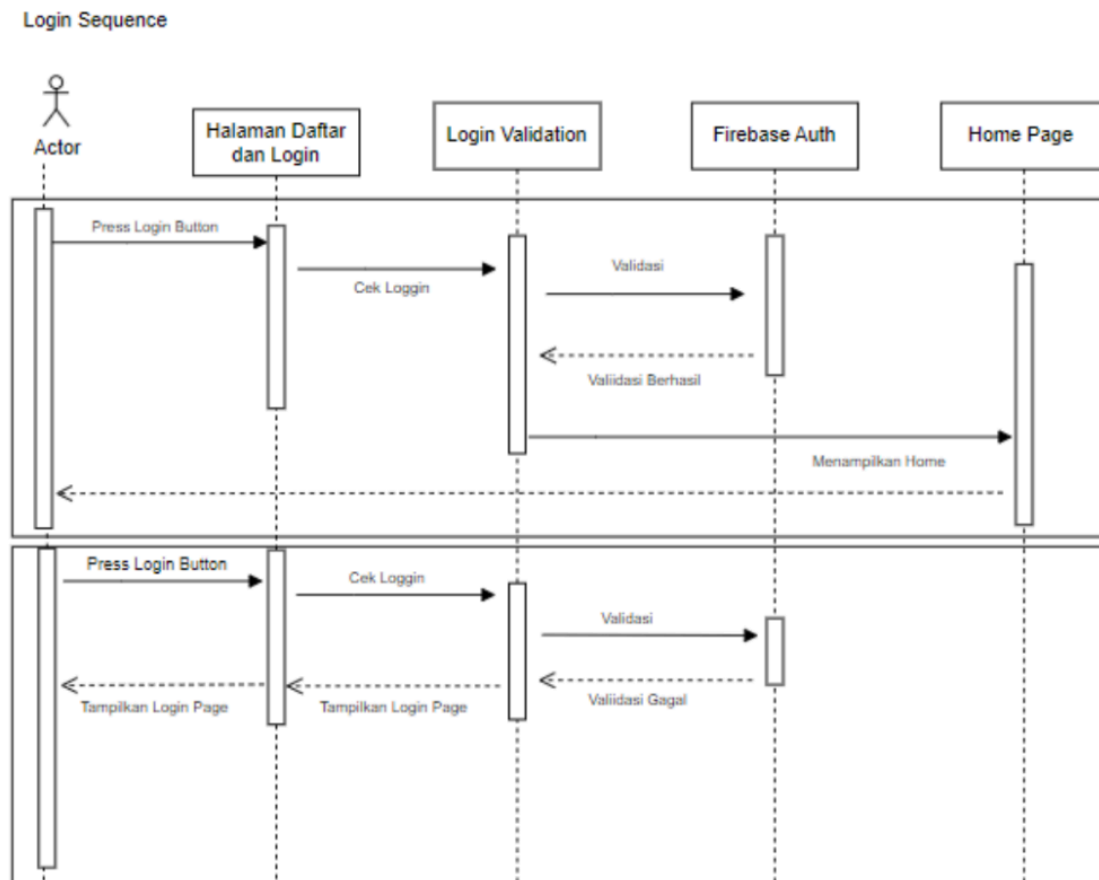 Login Sequence
Actor
Halaman Daftar
dan Login
Login Validation
Firebase Auth
Home Page
Press Login Button
Cek Loggin
Validasi
Valiidasi Berhasil
Menampilkan Home
Press Login Button
Cek Loggin
Validasi
Valiidasi Gagal
Tampilkan Login Page
Tampilkan Login Page